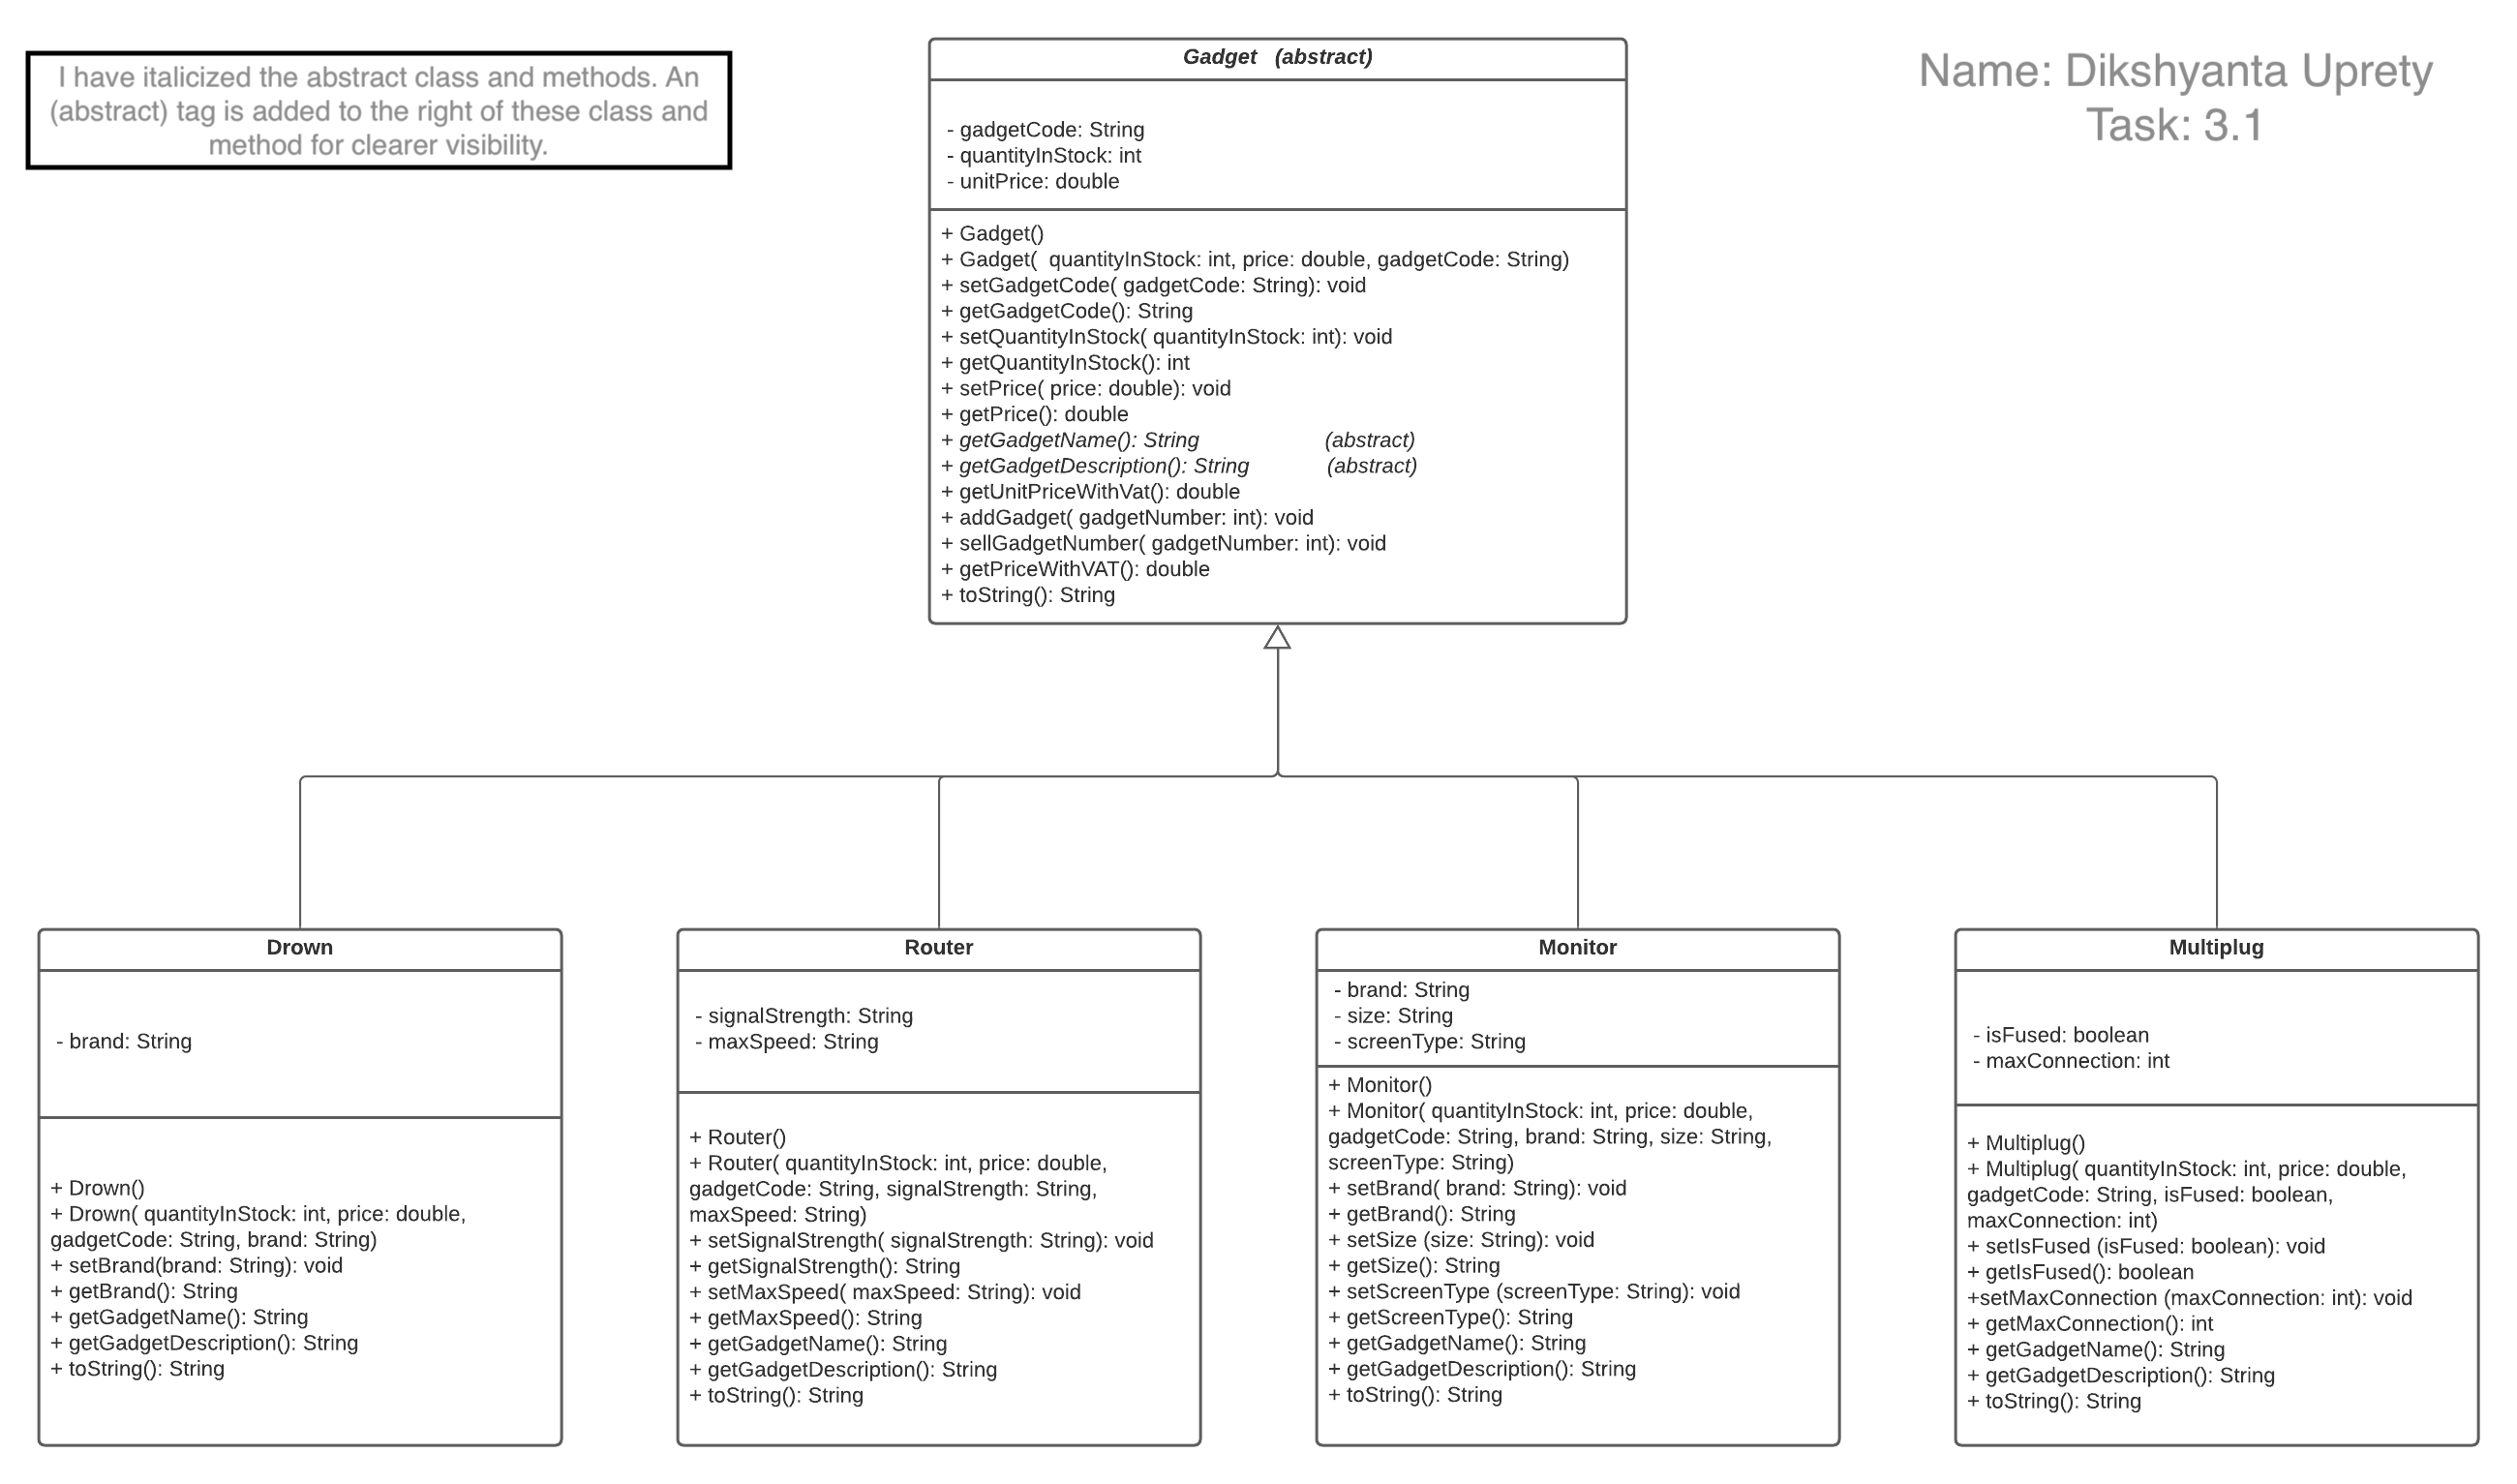 I have italicized the abstract class and methods. An
(abstract) tag is added to the right of these class and
method for clearer visibility.
Name: Dikshyanta Uprety
Task: 3.1
Gadget (abstract)
- gadgetCode: String
- quantityInStock: int
- unitPrice: double
+ Gadget()
+ Gadget( quantityInStock: int, price: double, gadgetCode: String)
+ setGadgetCode( gadgetCode: String): void
+ getGadgetCode(): String
+ setQuantityInStock( quantityInStock: int): void
+ getQuantityInStock(): int
+ setPrice( price: double): void
+ getPrice(): double
+ getGadgetName(): String (abstract)
+ getGadgetDescription(): String (abstract)
+ getUnitPriceWithVat(): double
+ addGadget( gadgetNumber: int): void
+ sellGadgetNumber( gadgetNumber: int): void
+ getPriceWithVAT(): double
+ toString(): String
Drown
- brand: String
+ Drown()
+ Drown( quantityInStock: int, price: double,
gadgetCode: String, brand: String)
+ setBrand(brand: String): void
+ getBrand(): String
+ getGadgetName(): String
+ getGadgetDescription(): String
+ toString(): String
Router
- signalStrength: String
- maxSpeed: String
+ Router()
+ Router( quantityInStock: int, price: double,
gadgetCode: String, signalStrength: String,
maxSpeed: String)
+ setSignalStrength( signalStrength: String): void
+ getSignalStrength(): String
+ setMaxSpeed( maxSpeed: String): void
+ getMaxSpeed(): String
+ getGadgetName(): String
+ getGadgetDescription(): String
+ toString(): String
Monitor
- brand: String
- size: String
- screenType: String
+ Monitor()
+ Monitor( quantityInStock: int, price: double,
gadgetCode: String, brand: String, size: String,
screenType: String)
+ setBrand( brand: String): void
+ getBrand(): String
+ setSize (size: String): void
+ getSize(): String
+ setScreenType (screenType: String): void
+ getScreenType(): String
+ getGadgetName(): String
+ getGadgetDescription(): String
+ toString(): String
Multiplug
- isFused: boolean
- maxConnection: int
+ Multiplug()
+ Multiplug( quantityInStock: int, price: double,
gadgetCode: String, isFused: boolean,
maxConnection: int)
+ setIsFused (isFused: boolean): void
+ getIsFused(): boolean
+setMaxConnection (maxConnection: int): void
+ getMaxConnection(): int
+ getGadgetName(): String
+ getGadgetDescription(): String
+ toString(): String